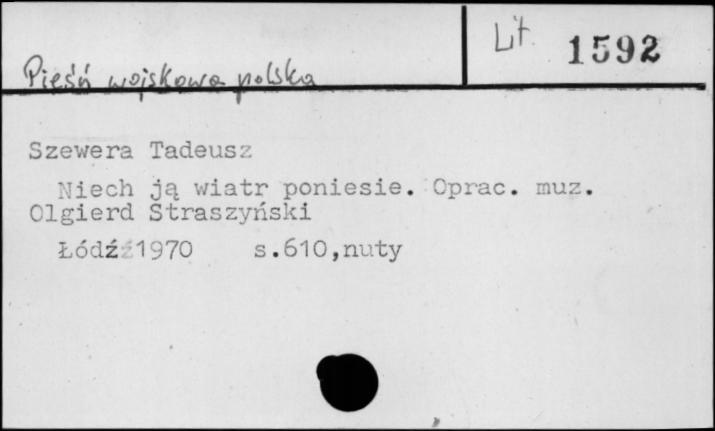 Lit. 1592
Pieśń wojskowa polska
Szewera Tadeusz
Niech ją wiatr poniesie. Oprac. muz.
Olgierd Straszyński
Łódź 1970 s.610,nuty